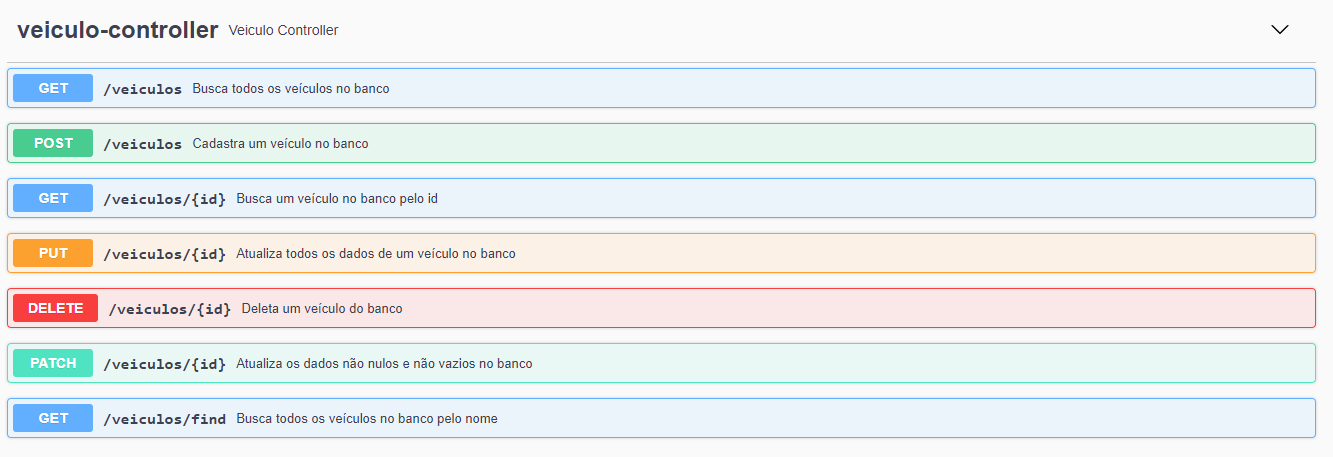 veiculo-controller Veiculo Controller
GET /veiculos Busca todos os veículos no banco
POST /veiculos Cadastra um veículo no banco
GET /veiculos/{id} Busca um veículo no banco pelo id
PUT /veiculos/{id} Atualiza todos os dados de um veículo no banco
DELETE /veiculos/{id} Deleta um veículo do banco
PATCH /veiculos/{id} Atualiza os dados não nulos e não vazios no banco
GET /veiculos/find Busca todos os veículos no banco pelo nome